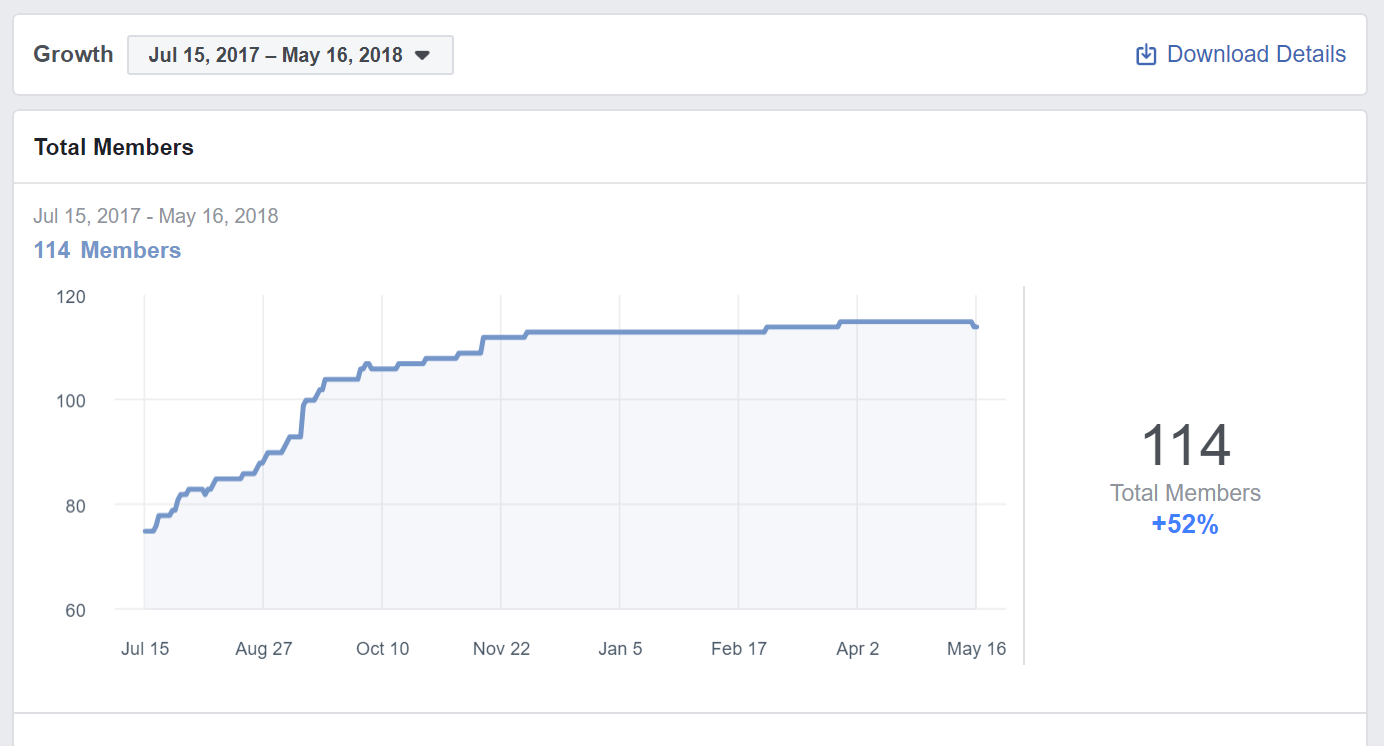 Growth Jul 15, 2017 – May 16, 2018 Download Details
Total Members
Jul 15, 2017 - May 16, 2018
114 Members
120
100
80
60
Jul 15 Aug 27 Oct 10 Nov 22 Jan 5 Feb 17 Apr 2 May 16
114
Total Members
+52%